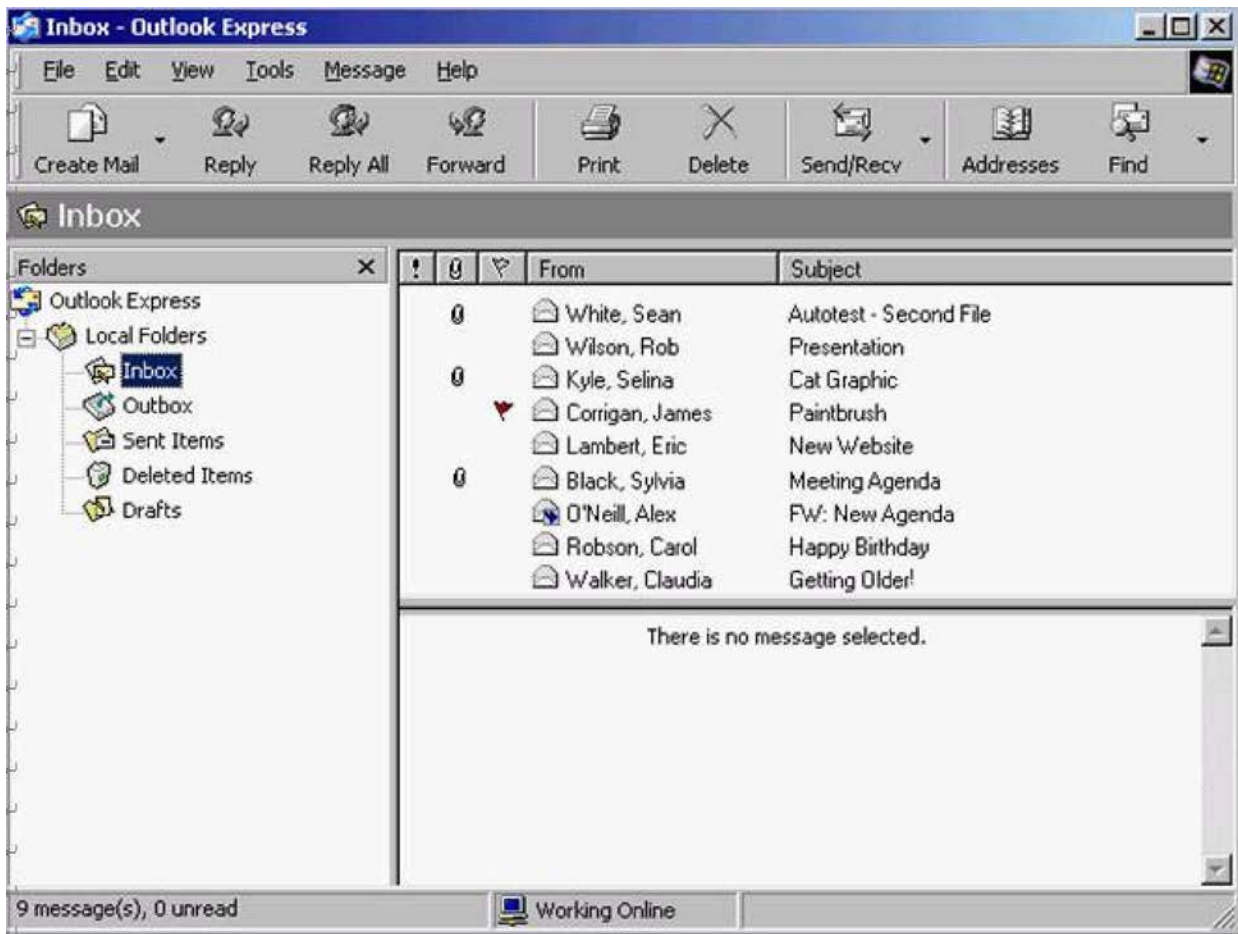 Inbox - Outlook Express
File Edit View Tools Message Help
Create Mail Reply Reply All Forward Print Delete Send/Recv Addresses Find
Inbox
Folders
Outlook Express
Local Folders
Inbox
Outbox
Sent Items
Deleted Items
Drafts
! From Subject
White, Sean Autotest - Second File
Wilson, Rob Presentation
Kyle, Selina Cat Graphic
Corrigan, James Paintbrush
Lambert, Eric New Website
Black, Sylvia Meeting Agenda
O'Neill, Alex FW: New Agenda
Robson, Carol Happy Birthday
Walker, Claudia Getting Older!
There is no message selected.
9 message(s), 0 unread Working Online